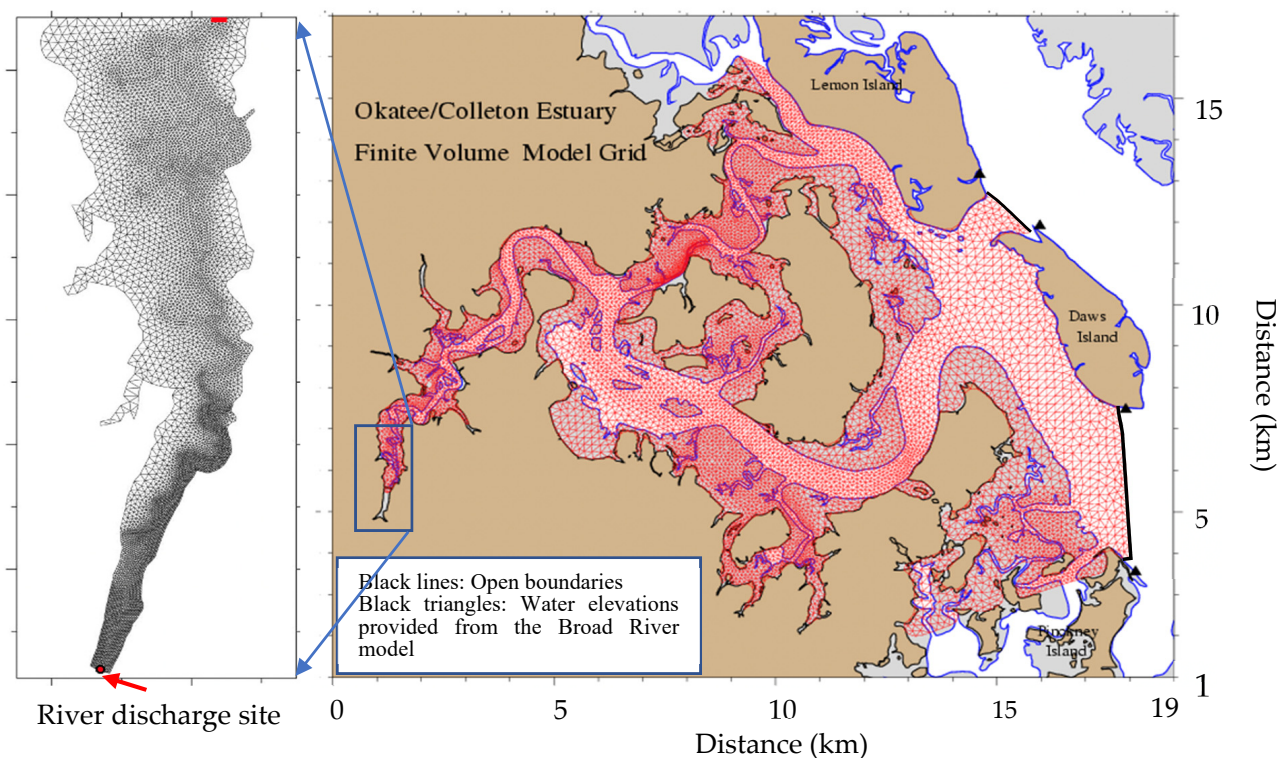 Okatee/Colleton Estuary
Finite Volume Model Grid
Lemon Island
Daws
Island
Pinckney
Island
Black lines: Open boundaries
Black triangles: Water elevations
provided from the Broad River
model
River discharge site
15
10
5
1
Distance (km)
0
5
10
15
19
Distance (km)